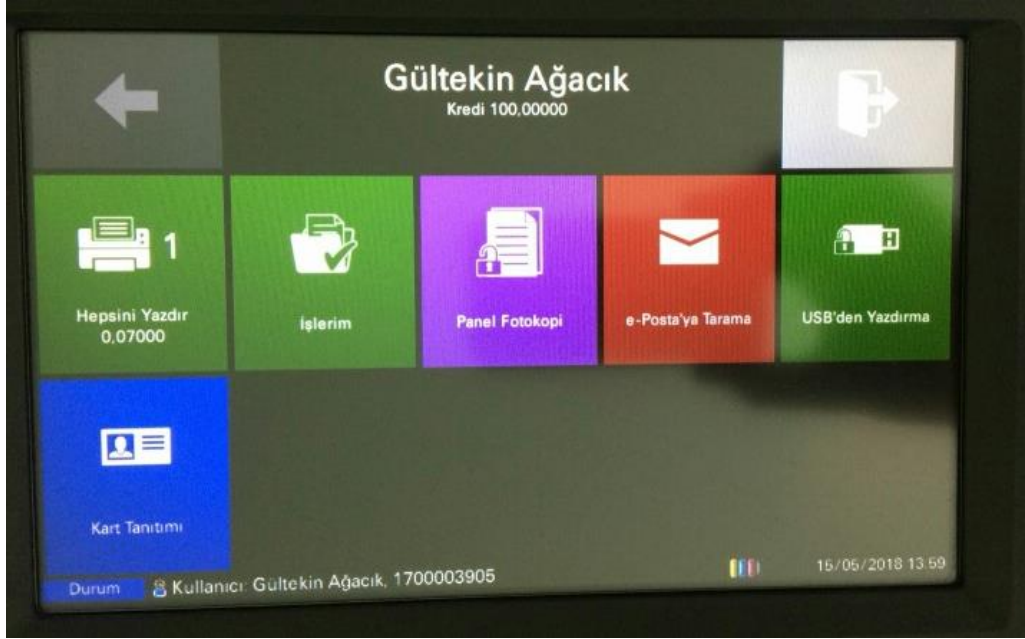 Gültekin Ağacık
Kredi 100,00000
1
Hepsini Yazdır
0,07000
İşlerim
Panel Fotokopi
e-Posta'ya Tarama
USB'den Yazdırma
Kart Tanıtımı
Durum
Kullanıcı: Gültekin Ağacık, 1700003905
15/05/2018 13:59